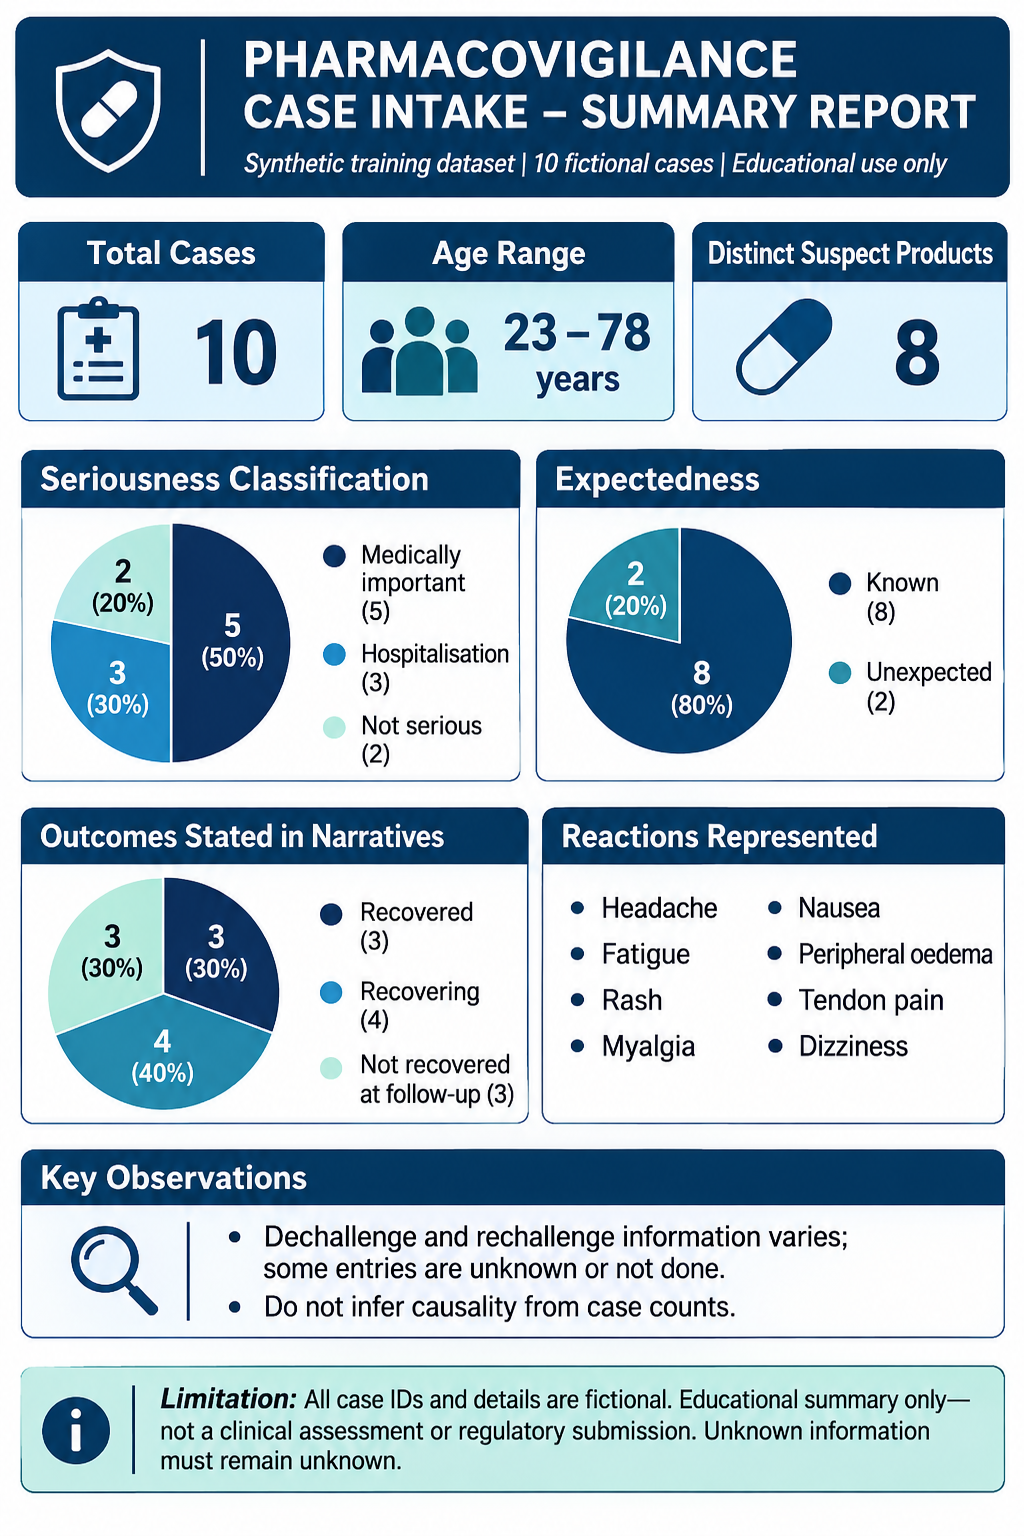 PHARMACOVIGILANCE
CASE INTAKE – SUMMARY REPORT
Synthetic training dataset | 10 fictional cases | Educational use only
Total Cases
10
Age Range
23 – 78
years
Distinct Suspect Products
8
Seriousness Classification
2
(20%)
5
(50%)
3
(30%)
Medically
important
(5)
Hospitalisation
(3)
Not serious
(2)
Expectedness
2
(20%)
8
(80%)
Known
(8)
Unexpected
(2)
Outcomes Stated in Narratives
3
(30%)
3
(30%)
4
(40%)
Recovered
(3)
Recovering
(4)
Not recovered
at follow-up (3)
Reactions Represented
• Headache
• Fatigue
• Rash
• Myalgia
• Nausea
• Peripheral oedema
• Tendon pain
• Dizziness
Key Observations
• Dechallenge and rechallenge information varies;
some entries are unknown or not done.
• Do not infer causality from case counts.
Limitation: All case IDs and details are fictional. Educational summary only—
not a clinical assessment or regulatory submission. Unknown information
must remain unknown.